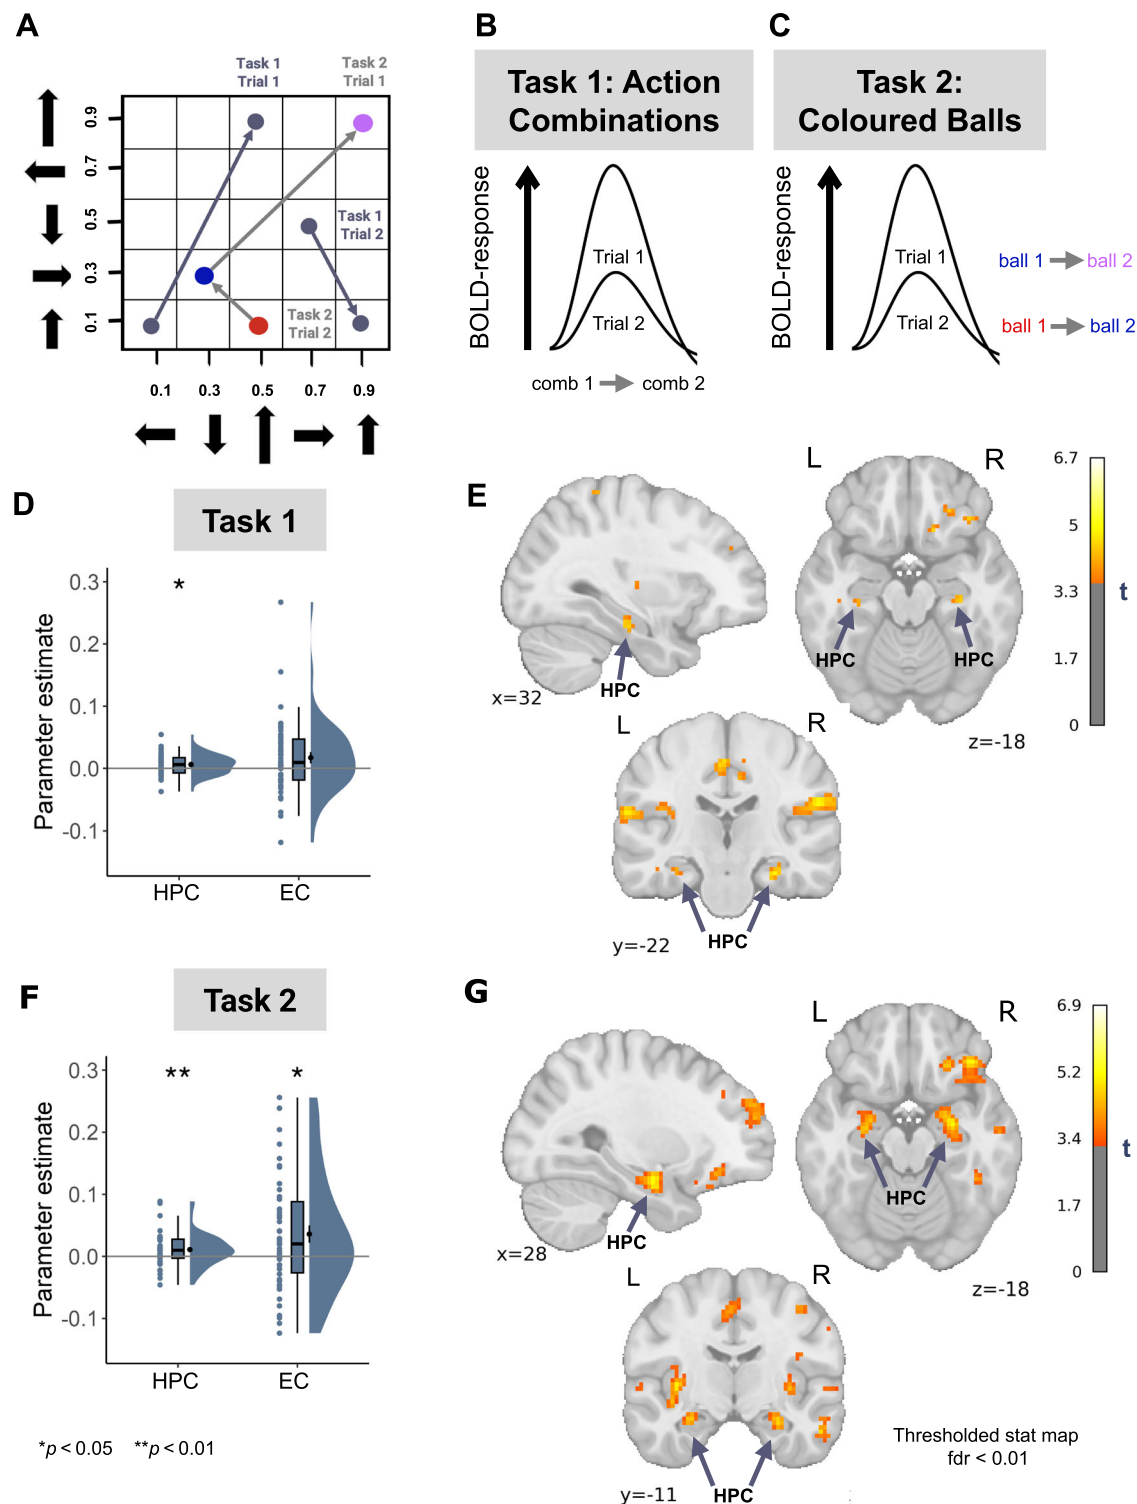 A
Task 1
Trial 1
Task 2
Trial 1
0.9
0.7
0.5
0.3
0.1
Task 1
Trial 2
Task 2
Trial 2
0.1 0.3 0.5 0.7 0.9
B
Task 1: Action
Combinations
BOLD-response
Trial 1
Trial 2
comb 1 comb 2
C
Task 2:
Coloured Balls
BOLD-response
Trial 1
Trial 2
ball 1 ball 2
ball 1 ball 2
D
Task 1
Parameter estimate
0.3
0.2
0.1
0.0
-0.1
*
HPC EC
E
HPC
x=32
L R
HPC HPC
z=-18
6.7
5
3.3
1.7
0
t
L R
HPC
y=-22
F
Task 2
Parameter estimate
0.3
0.2
0.1
0.0
-0.1
** *
HPC EC
*p < 0.05 **p < 0.01
G
HPC
x=28
L R
HPC
z=-18
6.9
5.2
3.4
1.7
0
t
L R
HPC
y=-11
Thresholded stat map
fdr < 0.01